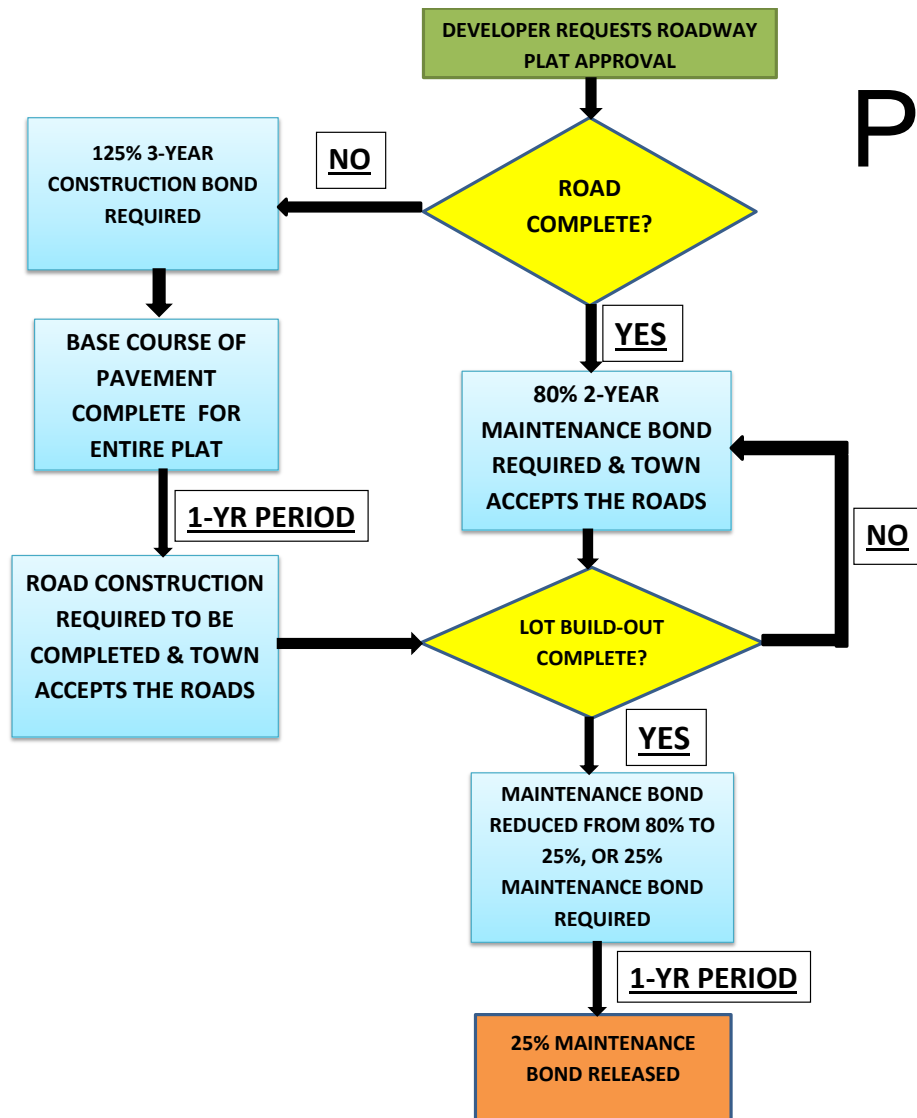 DEVELOPER REQUESTS ROADWAY
PLAT APPROVAL
P
125% 3-YEAR
CONSTRUCTION BOND
REQUIRED
NO
ROAD
COMPLETE?
YES
BASE COURSE OF
PAVEMENT
COMPLETE FOR
ENTIRE PLAT
80% 2-YEAR
MAINTENANCE BOND
REQUIRED & TOWN
ACCEPTS THE ROADS
1-YR PERIOD
NO
ROAD CONSTRUCTION
REQUIRED TO BE
COMPLETED & TOWN
ACCEPTS THE ROADS
LOT BUILD-OUT
COMPLETE?
YES
MAINTENANCE BOND
REDUCED FROM 80% TO
25%, OR 25%
MAINTENANCE BOND
REQUIRED
1-YR PERIOD
25% MAINTENANCE
BOND RELEASED